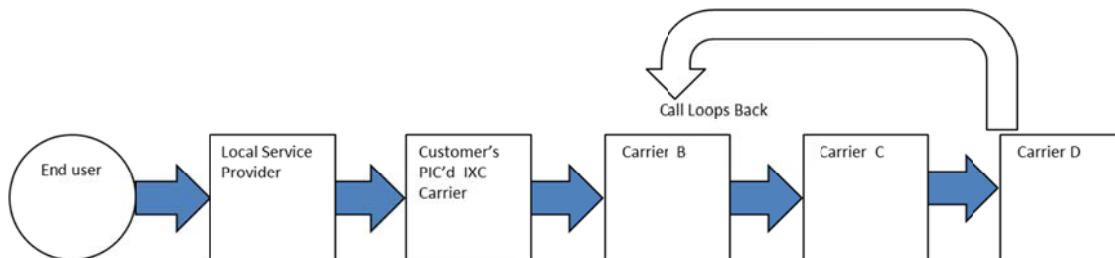 Call Loops Back
End user
Local Service
Provider
Customer's
PIC'd IXC
Carrier
Carrier B
Carrier C
Carrier D